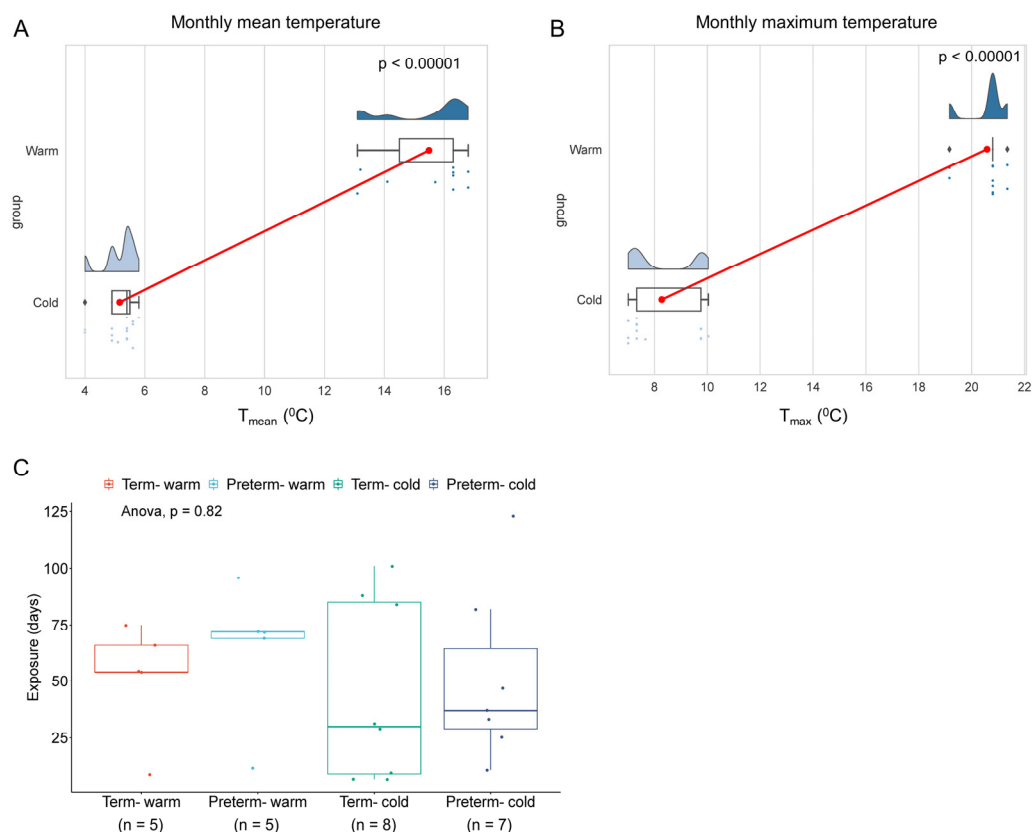 A
Monthly mean temperature
p < 0.00001
Warm
group
Cold
4 6 8 10 12 14 16
Tmean (⁰C)
B
Monthly maximum temperature
p < 0.00001
Warm
group
Cold
8 10 12 14 16 18 20 22
Tmax (⁰C)
C
Term- warm Preterm- warm Term- cold Preterm- cold
Anova, p = 0.82
Exposure (days)
125
100
75
50
25
Term- warm Preterm- warm Term- cold Preterm- cold
(n = 5) (n = 5) (n = 8) (n = 7)